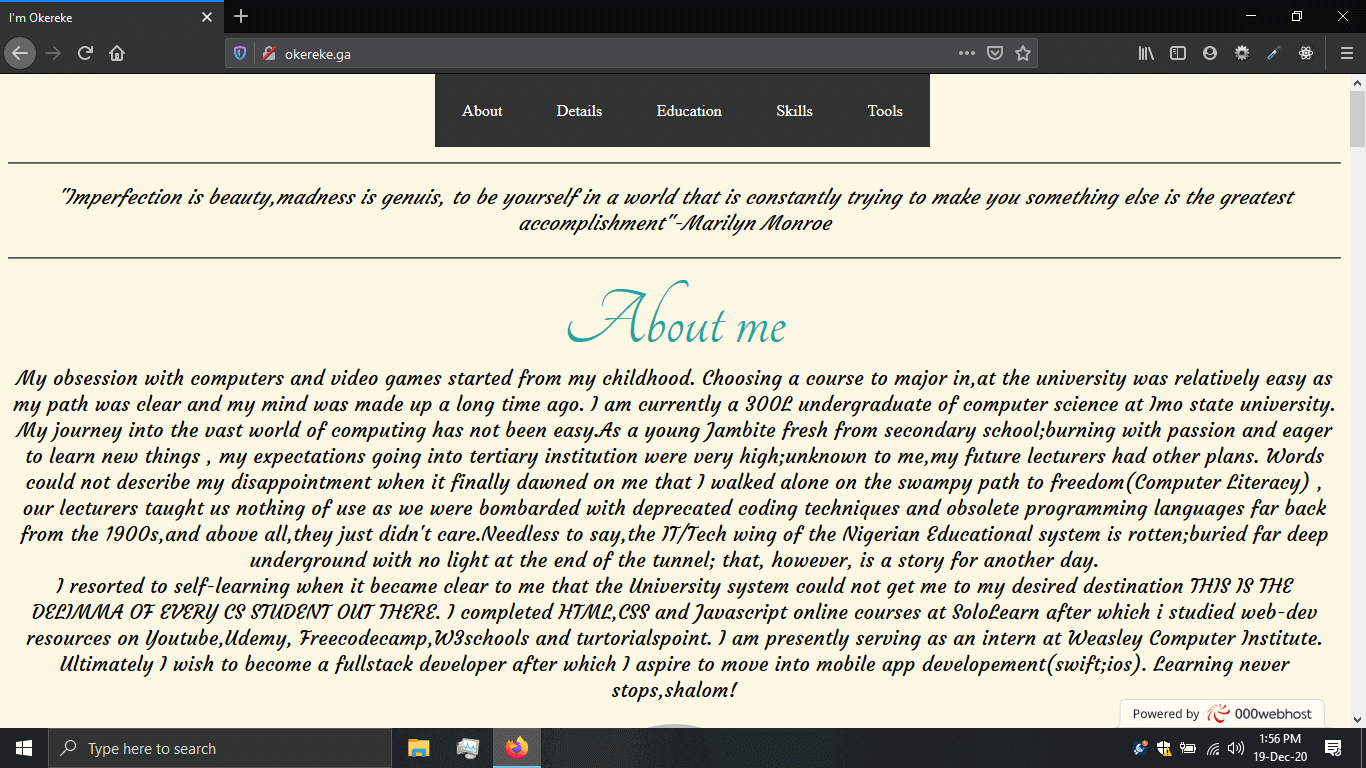 I'm Okereke
okereke.ga
About Details Education Skills Tools
"Imperfection is beauty,madness is genuis, to be yourself in a world that is constantly trying to make you something else is the greatest
accomplishment"-Marilyn Monroe
About me
My obsession with computers and video games started from my childhood. Choosing a course to major in,at the university was relatively easy as
my path was clear and my mind was made up a long time ago. I am currently a 300L undergraduate of computer science at Imo state university.
My journey into the vast world of computing has not been easy.As a young Jambite fresh from secondary school;burning with passion and eager
to learn new things , my expectations going into tertiary institution were very high;unknown to me,my future lecturers had other plans. Words
could not describe my disappointment when it finally dawned on me that I walked alone on the swampy path to freedom(Computer Literacy) ,
our lecturers taught us nothing of use as we were bombarded with deprecated coding techniques and obsolete programming languages far back
from the 1900s,and above all,they just didn't care.Needless to say,the IT/Tech wing of the Nigerian Educational system is rotten;buried far deep
underground with no light at the end of the tunnel; that, however, is a story for another day.
I resorted to self-learning when it became clear to me that the University system could not get me to my desired destination THIS IS THE
DELIMMA OF EVERY CS STUDENT OUT THERE. I completed HTML,CSS and Javascript online courses at SoloLearn after which i studied web-dev
resources on Youtube,Udemy, Freecodecamp,W3schools and turtorialspoint. I am presently serving as an intern at Weasley Computer Institute.
Ultimately I wish to become a fullstack developer after which I aspire to move into mobile app developement(swift;ios). Learning never
stops,shalom!
Powered by 000webhost
Type here to search
1:56 PM
19-Dec-20